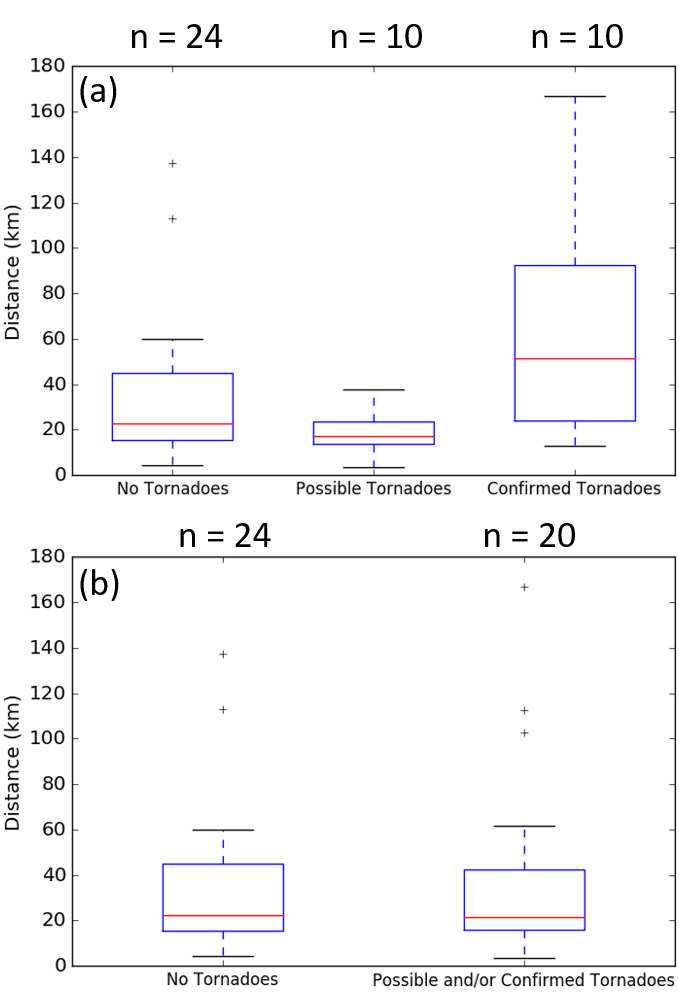 n = 24 n = 10 n = 10
180
(a)
160
140
120
100
80
60
40
20
0
Distance (km)
No Tornadoes Possible Tornadoes Confirmed Tornadoes
n = 24 n = 20
180
(b)
160
140
120
100
80
60
40
20
0
Distance (km)
No Tornadoes Possible and/or Confirmed Tornadoes